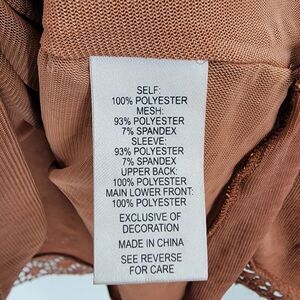 SELF:
100% POLYESTER
MESH:
93% POLYESTER
7% SPANDEX
SLEEVE:
93% POLYESTER
7% SPANDEX
UPPER BACK:
100% POLYESTER
MAIN LOWER FRONT:
100% POLYESTER
EXCLUSIVE OF
DECORATION
MADE IN CHINA
SEE REVERSE
FOR CARE